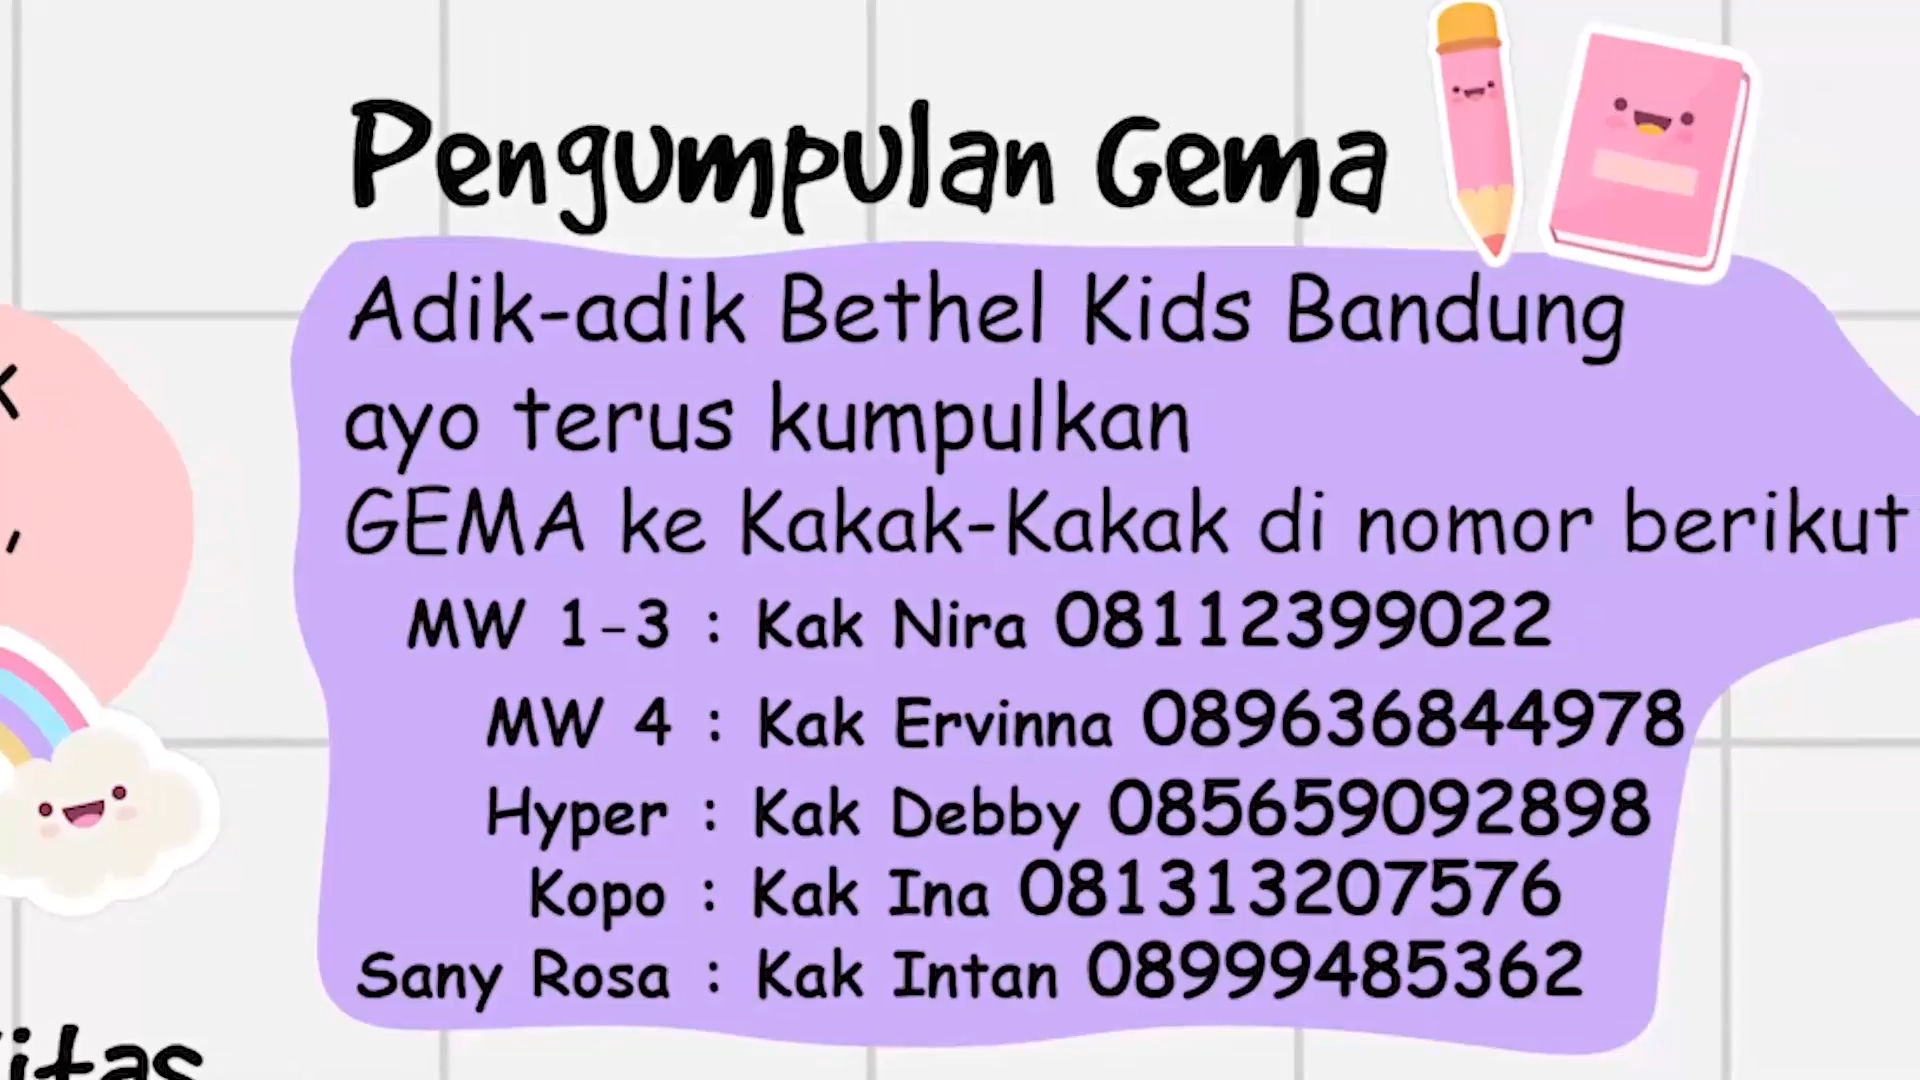 Pengumpulan Gema
Adik-adik Bethel Kids Bandung
ayo terus kumpulkan
GEMA ke Kakak-Kakak di nomor berikut
MW 1-3 : Kak Nira 08112399022
MW 4 : Kak Ervinna 089636844978
Hyper : Kak Debby 085659092898
Kopo : Kak Ina 081313207576
Sany Rosa : Kak Intan 08999485362